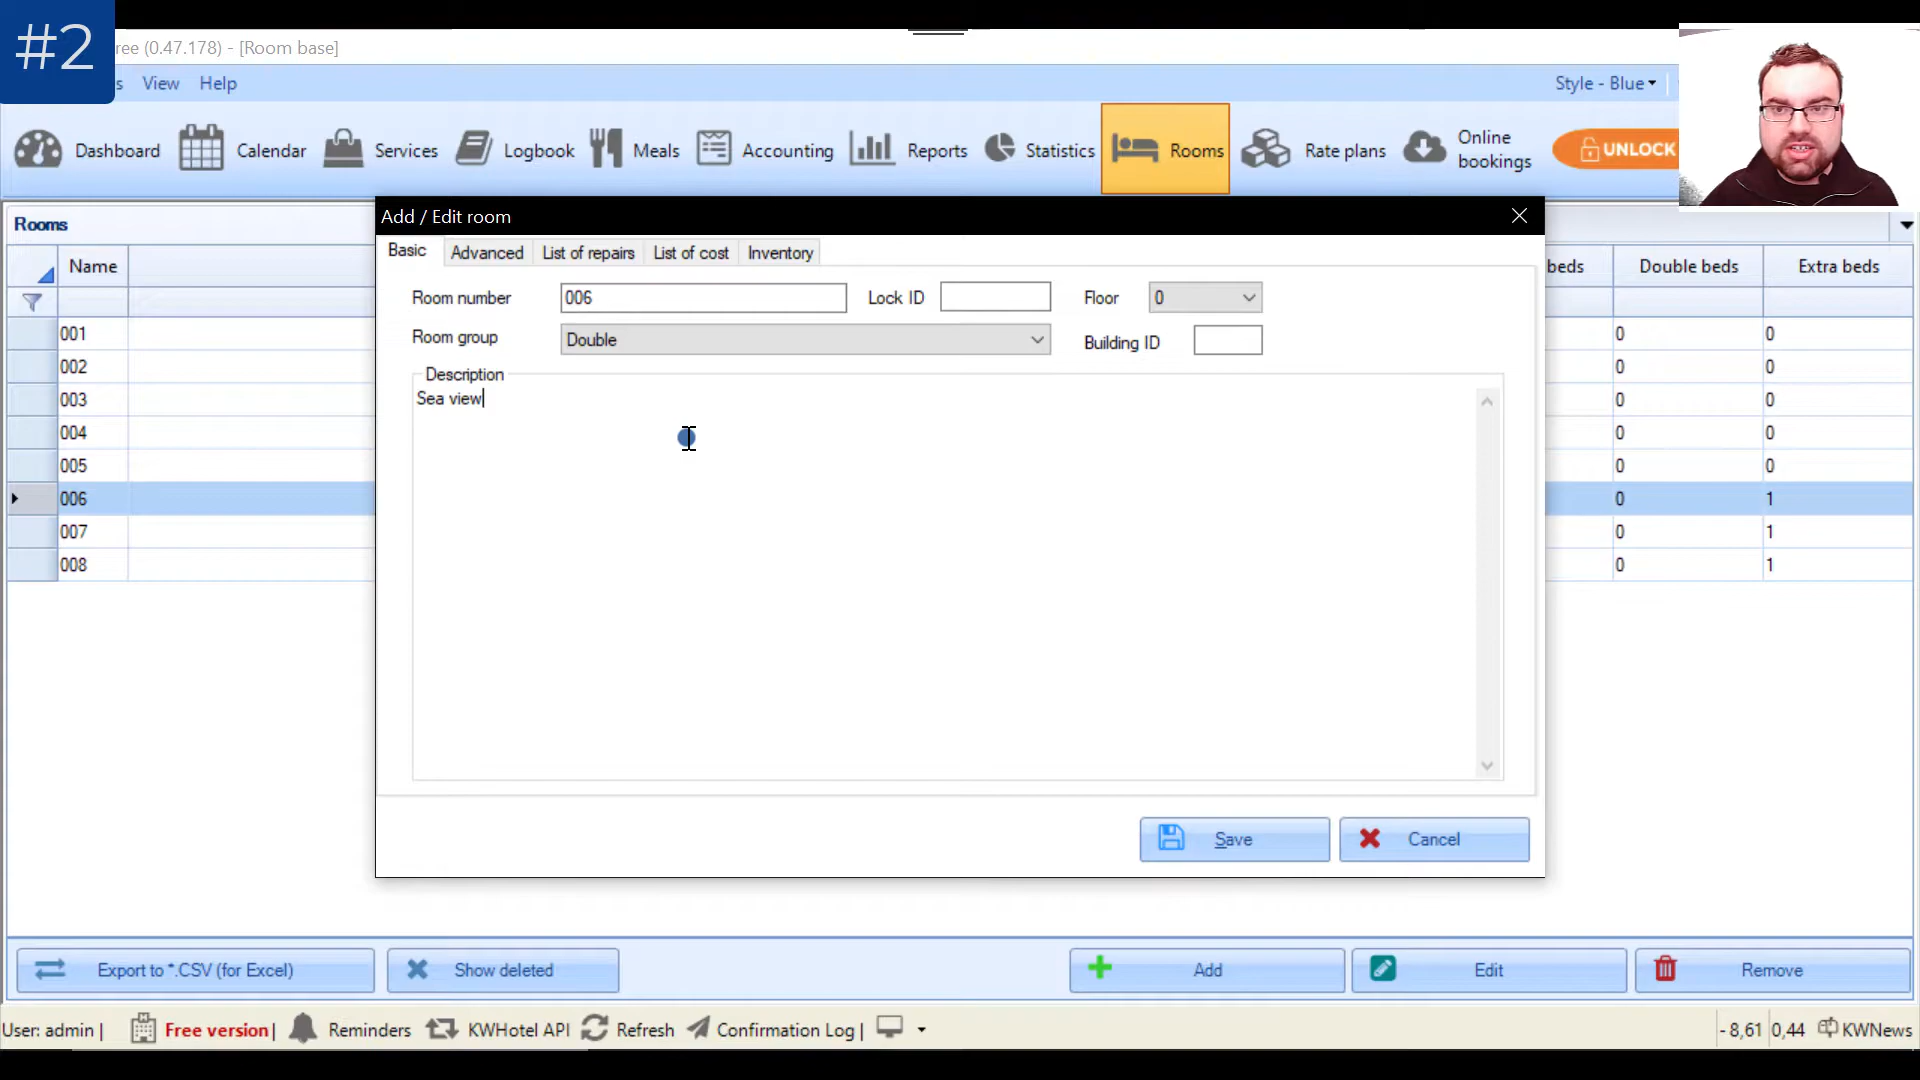 #2
ree (0.47.178) - [Room base]
s View Help
Style - Blue
Dashboard Calendar Services Logbook Meals Accounting Reports Statistics Rooms Rate plans Online bookings UNLOCK
Rooms
Add / Edit room
Name
beds Double beds Extra beds
Basic Advanced List of repairs List of cost Inventory
Room number 006 Lock ID Floor 0
Room group Double Building ID
Description
Sea view
001 0 0
002 0 0
003 0 0
004 0 0
005 0 0
006 0 1
007 0 1
008 0 1
Save Cancel
Export to *.CSV (for Excel) Show deleted Add Edit Remove
User: admin | Free version | Reminders KWHotel API Refresh Confirmation Log | - 8,61 0,44 KWNews